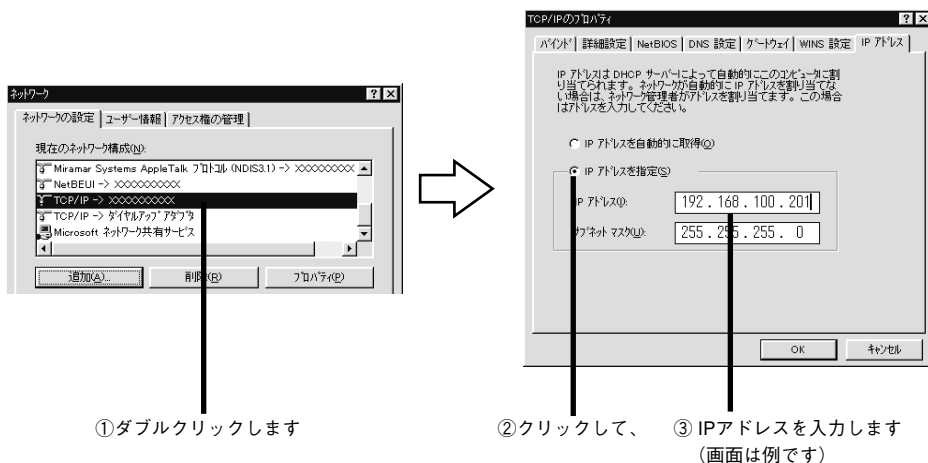 ネットワーク
ネットワークの設定 ユーザー情報 アクセス権の管理
現在のネットワーク構成(N):
Miramar Systems AppleTalk プロトコル (NDIS3.1) -> XXXXXXXXX
NetBEUI -> XXXXXXXXXX
TCP/IP -> XXXXXXXXXX
TCP/IP -> ダイヤルアップ アダプタ
Microsoft ネットワーク共有サービス
追加(A)... 削除(R) プロパティ(P)
①ダブルクリックします
TCP/IPのプロパティ
バインド 詳細設定 NetBIOS DNS 設定 ゲートウェイ WINS 設定 IP アドレス
IP アドレスは DHCP サーバーによって自動的にこのコンピュータに割
り当てられます。ネットワークが自動的に IP アドレスを割り当てな
い場合は、ネットワーク管理者がアドレスを割り当てます。この場合
はアドレスを入力してください。
IP アドレスを自動的に取得(O)
IP アドレスを指定(S)
IP アドレス(I): 192.168.100.201
サブネット マスク(U): 255.255.255. 0
OK キャンセル
②クリックして、 ③ IPアドレスを入力します
(画面は例です)